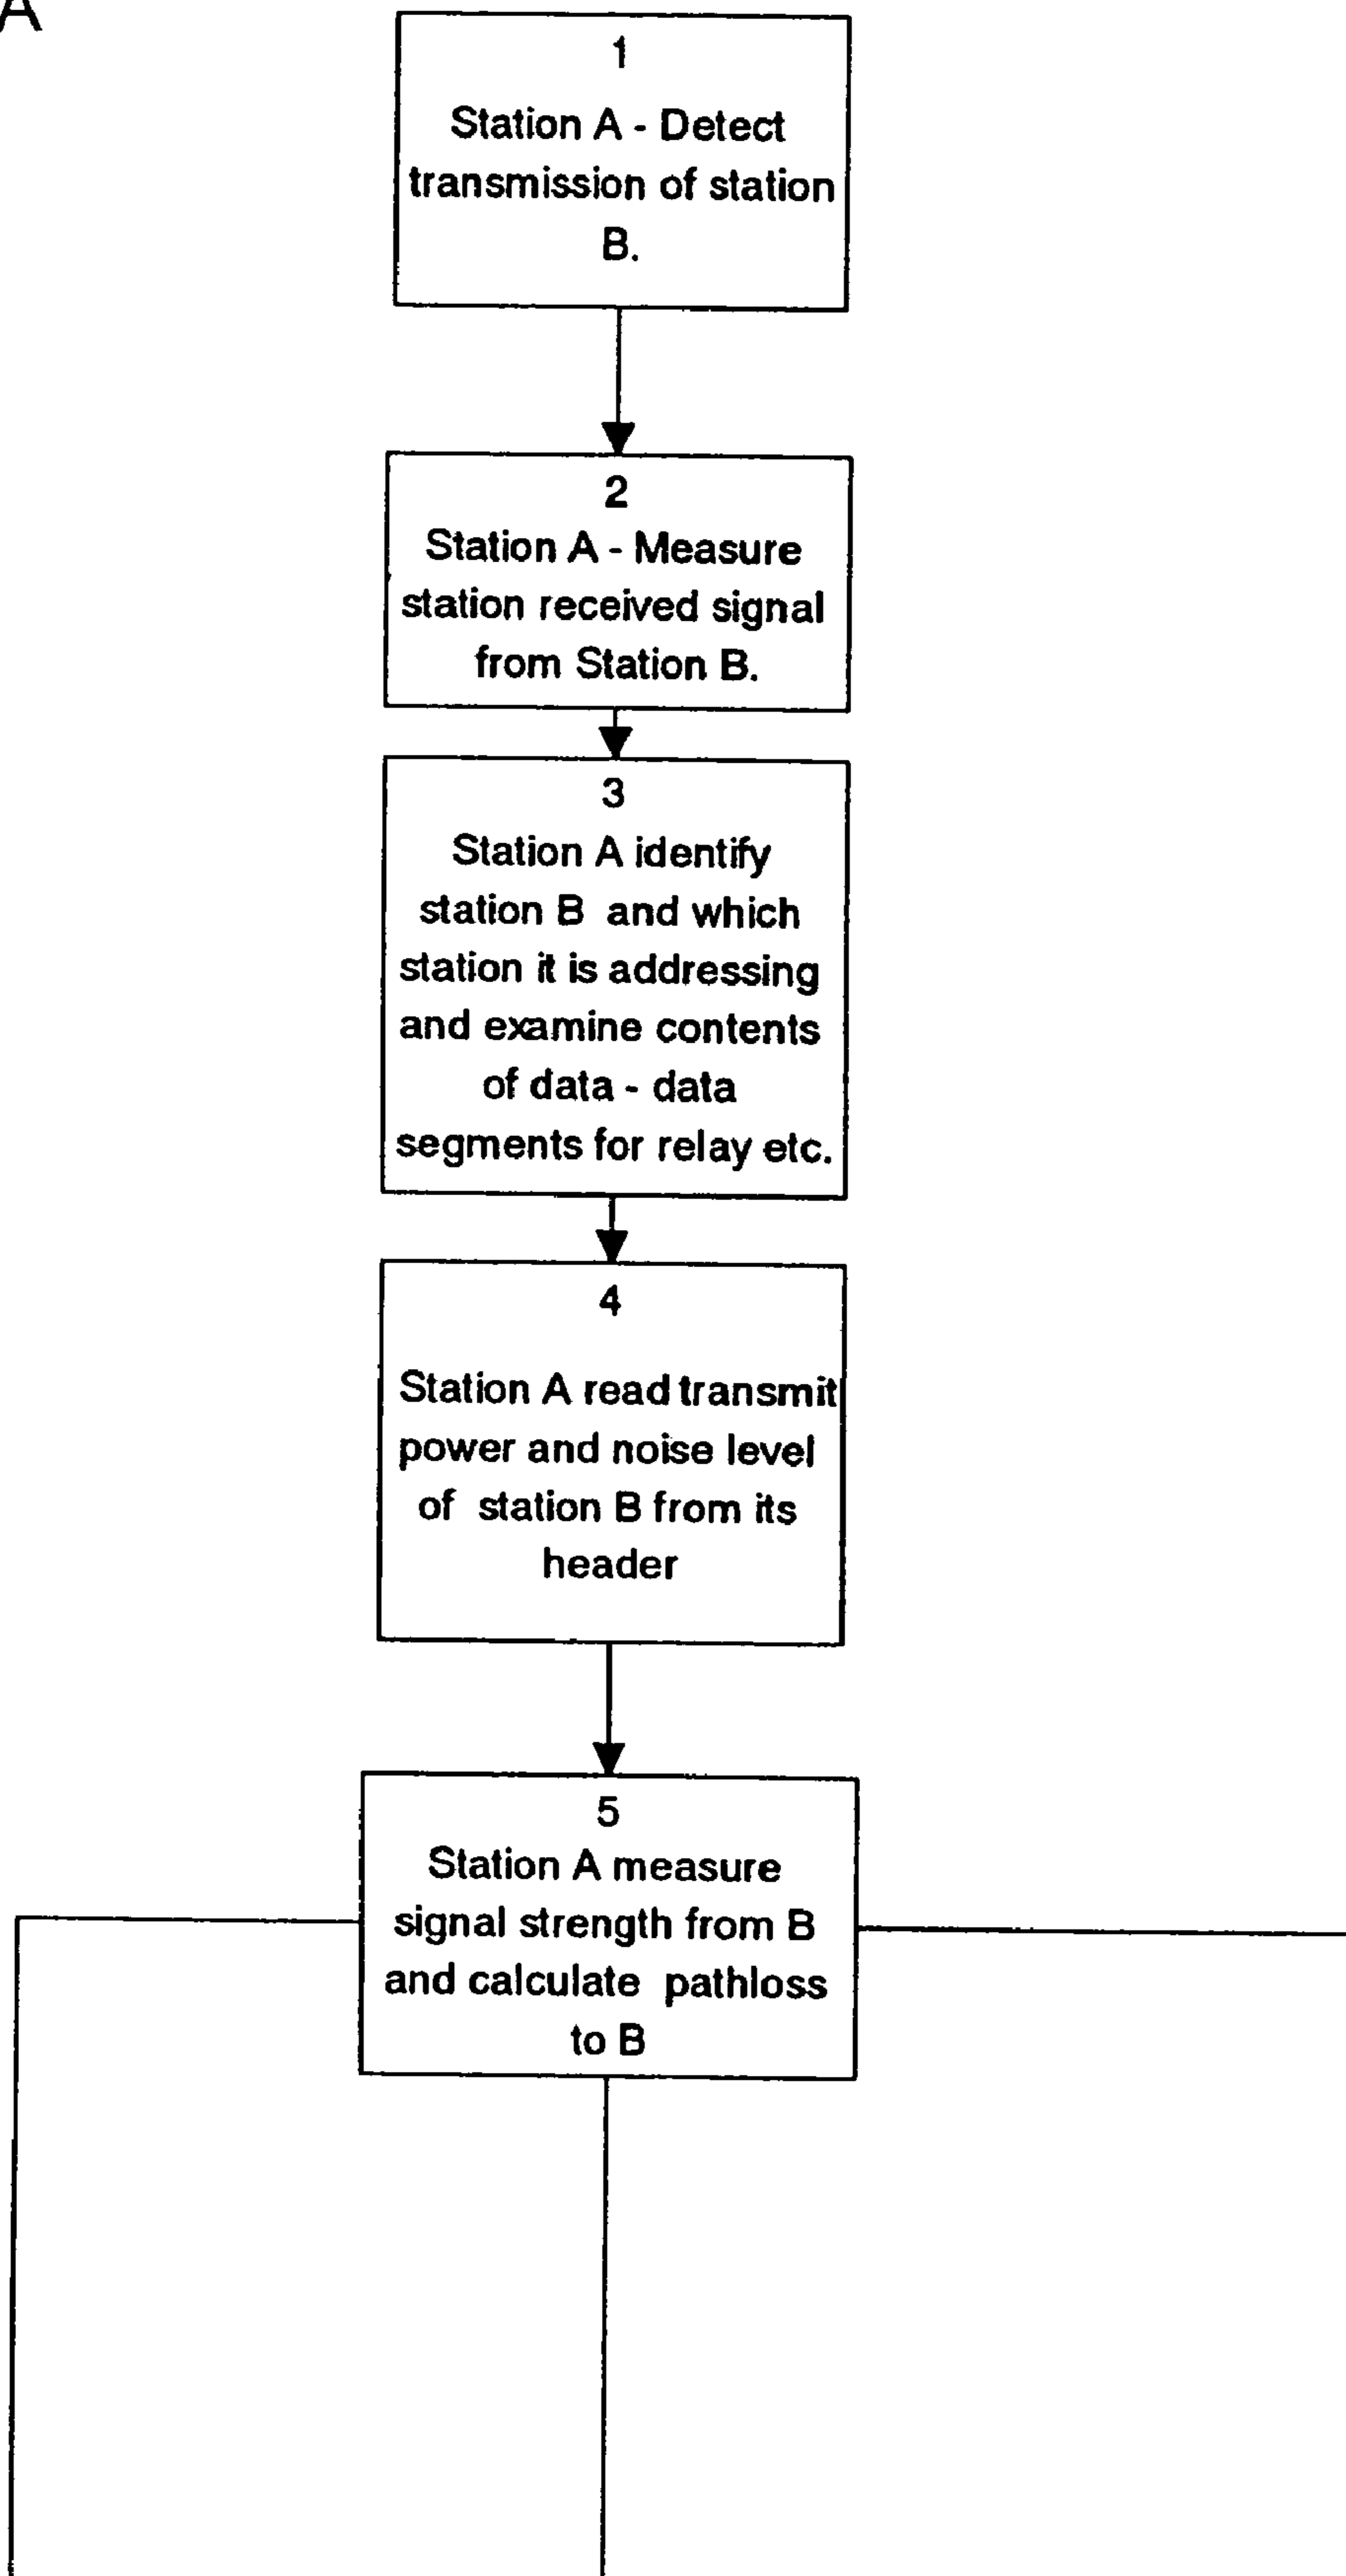 A
1
Station A - Detect
transmission of station
B.
2
Station A - Measure
station received signal
from Station B.
3
Station A identify
station B and which
station it is addressing
and examine contents
of data - data
segments for relay etc.
4
Station A read transmit
power and noise level
of station B from its
header
5
Station A measure
signal strength from B
and calculate pathloss
to B